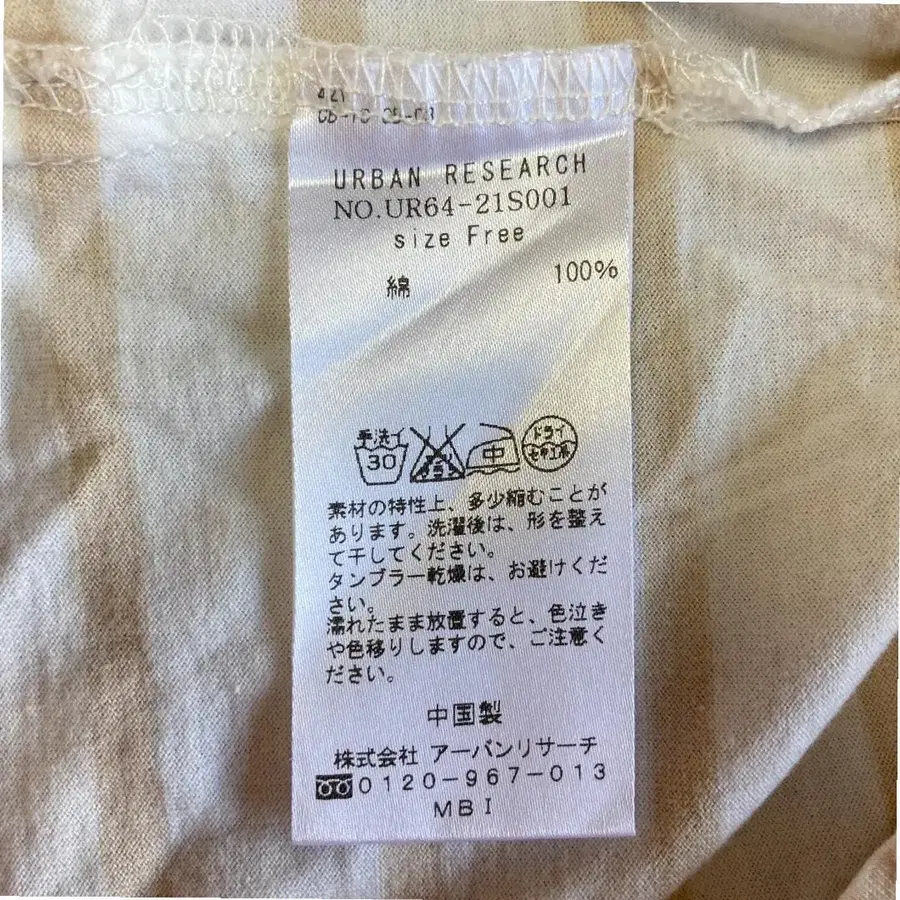 URBAN RESEARCH
NO.UR64-21S001
size Free
綿 100%
手洗イ
30
中
ドライ
セキユ系
素材の特性上、多少縮むことが
あります。洗濯後は、形を整え
て干してください。
タンブラー乾燥は、お避けくだ
さい。
濡れたまま放置すると、色泣き
や色移りしますので、ご注意く
ださい。
中国製
株式会社 アーバンリサーチ
0120-967-013
MBI